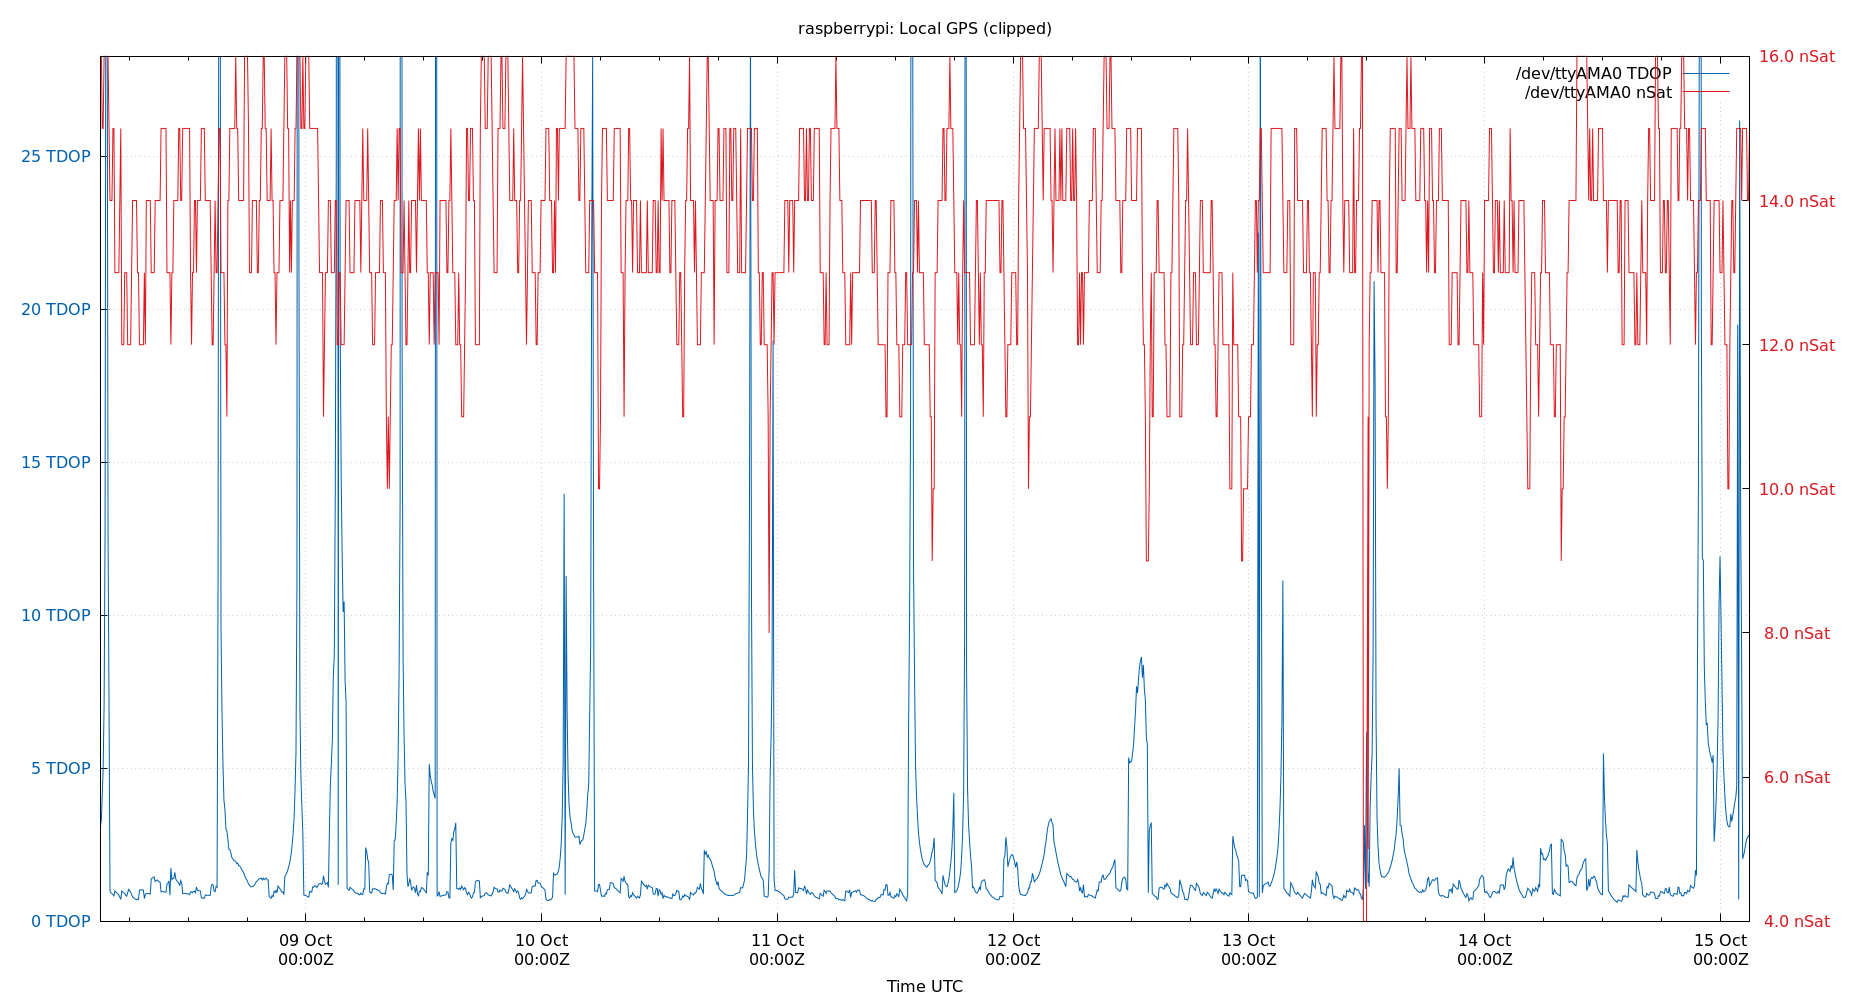 raspberrypi: Local GPS (clipped)
/dev/ttyAMA0 TDOP
/dev/ttyAMA0 nSat
25 TDOP
20 TDOP
15 TDOP
10 TDOP
5 TDOP
0 TDOP
16.0 nSat
14.0 nSat
12.0 nSat
10.0 nSat
8.0 nSat
6.0 nSat
4.0 nSat
09 Oct
00:00Z
10 Oct
00:00Z
11 Oct
00:00Z
12 Oct
00:00Z
13 Oct
00:00Z
14 Oct
00:00Z
15 Oct
00:00Z
Time UTC